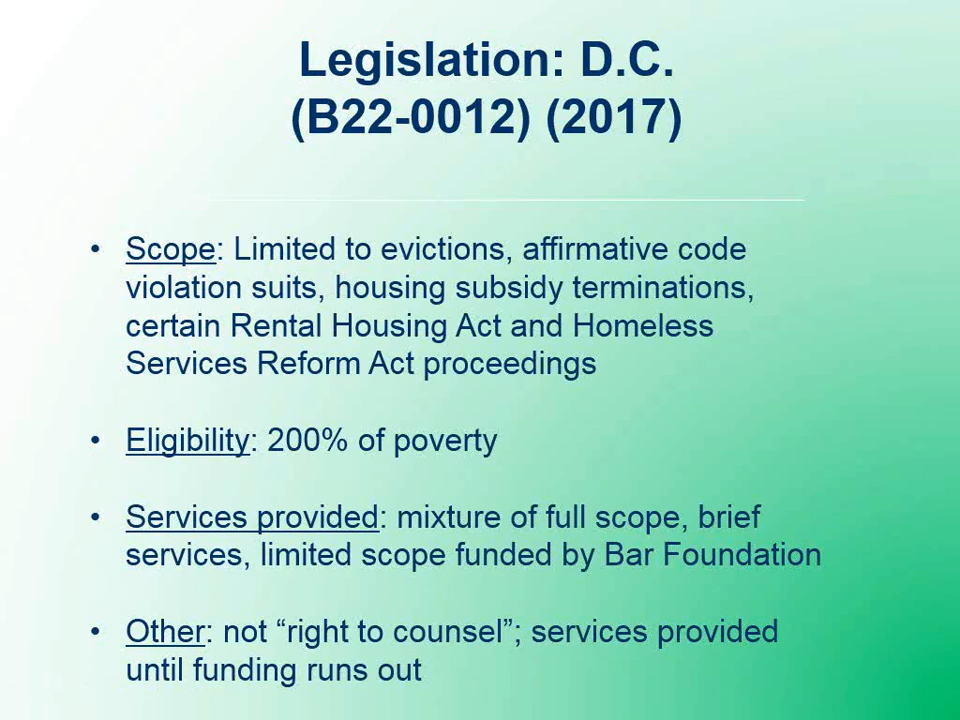 Legislation: D.C.
(B22-0012) (2017)
• Scope: Limited to evictions, affirmative code
violation suits, housing subsidy terminations,
certain Rental Housing Act and Homeless
Services Reform Act proceedings
• Eligibility: 200% of poverty
• Services provided: mixture of full scope, brief
services, limited scope funded by Bar Foundation
• Other: not “right to counsel”; services provided
until funding runs out